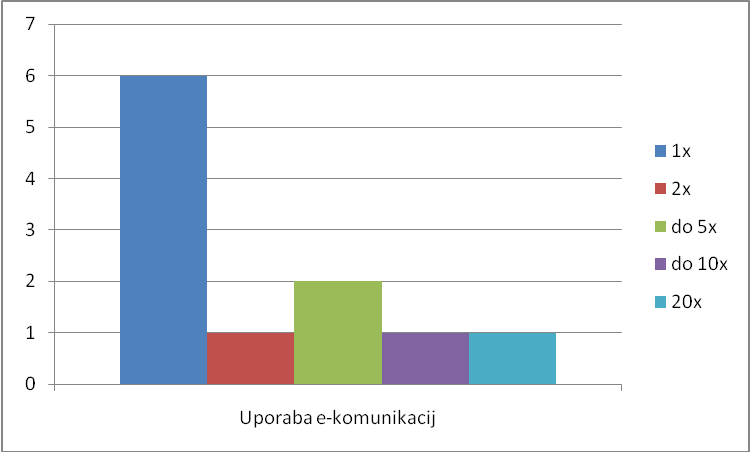 7
6
5
4
3
2
1
0
Uporaba e-komunikacij
1x
2x
do 5x
do 10x
20x